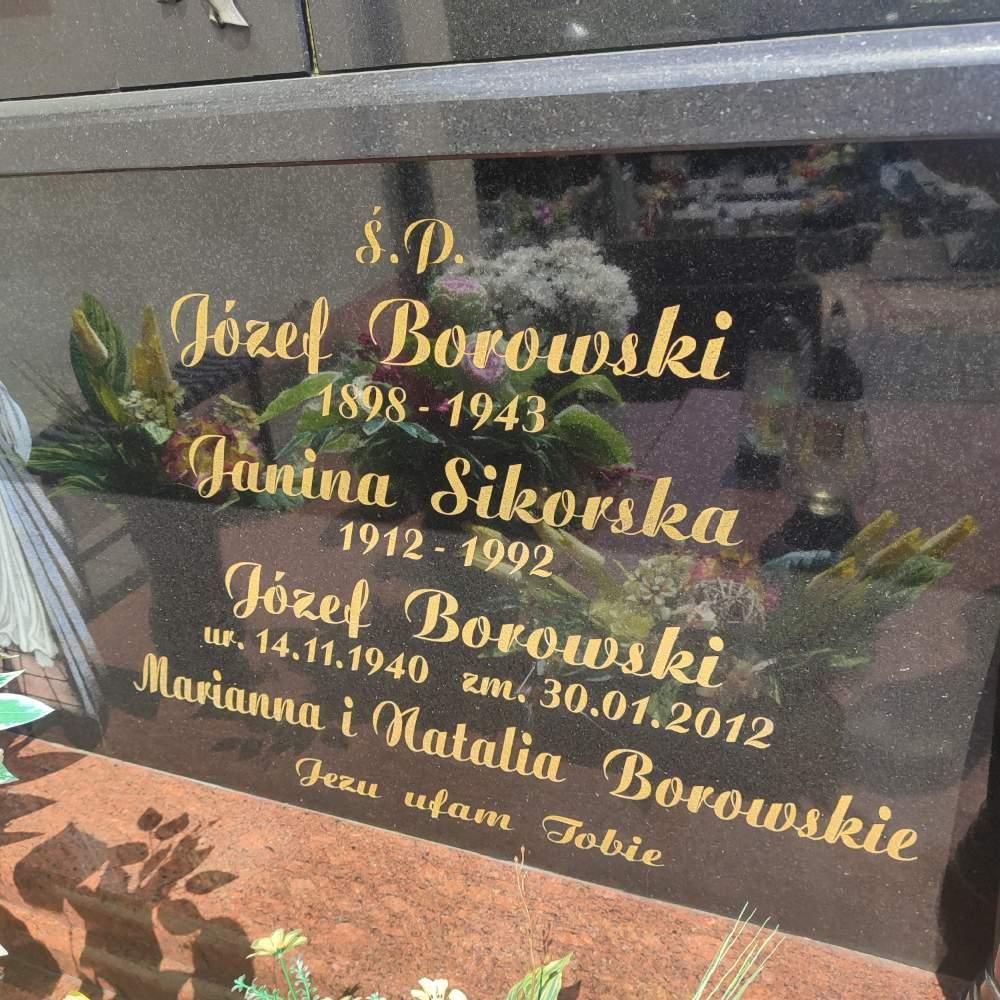 Ś.P.
Józef Borowski
1898 - 1943
Janina Sikorska
1912 - 1992
Józef Borowski
ur. 14.11.1940 zm. 30.01.2012
Marianna i Natalia Borowskie
Jezu ufam Tobie